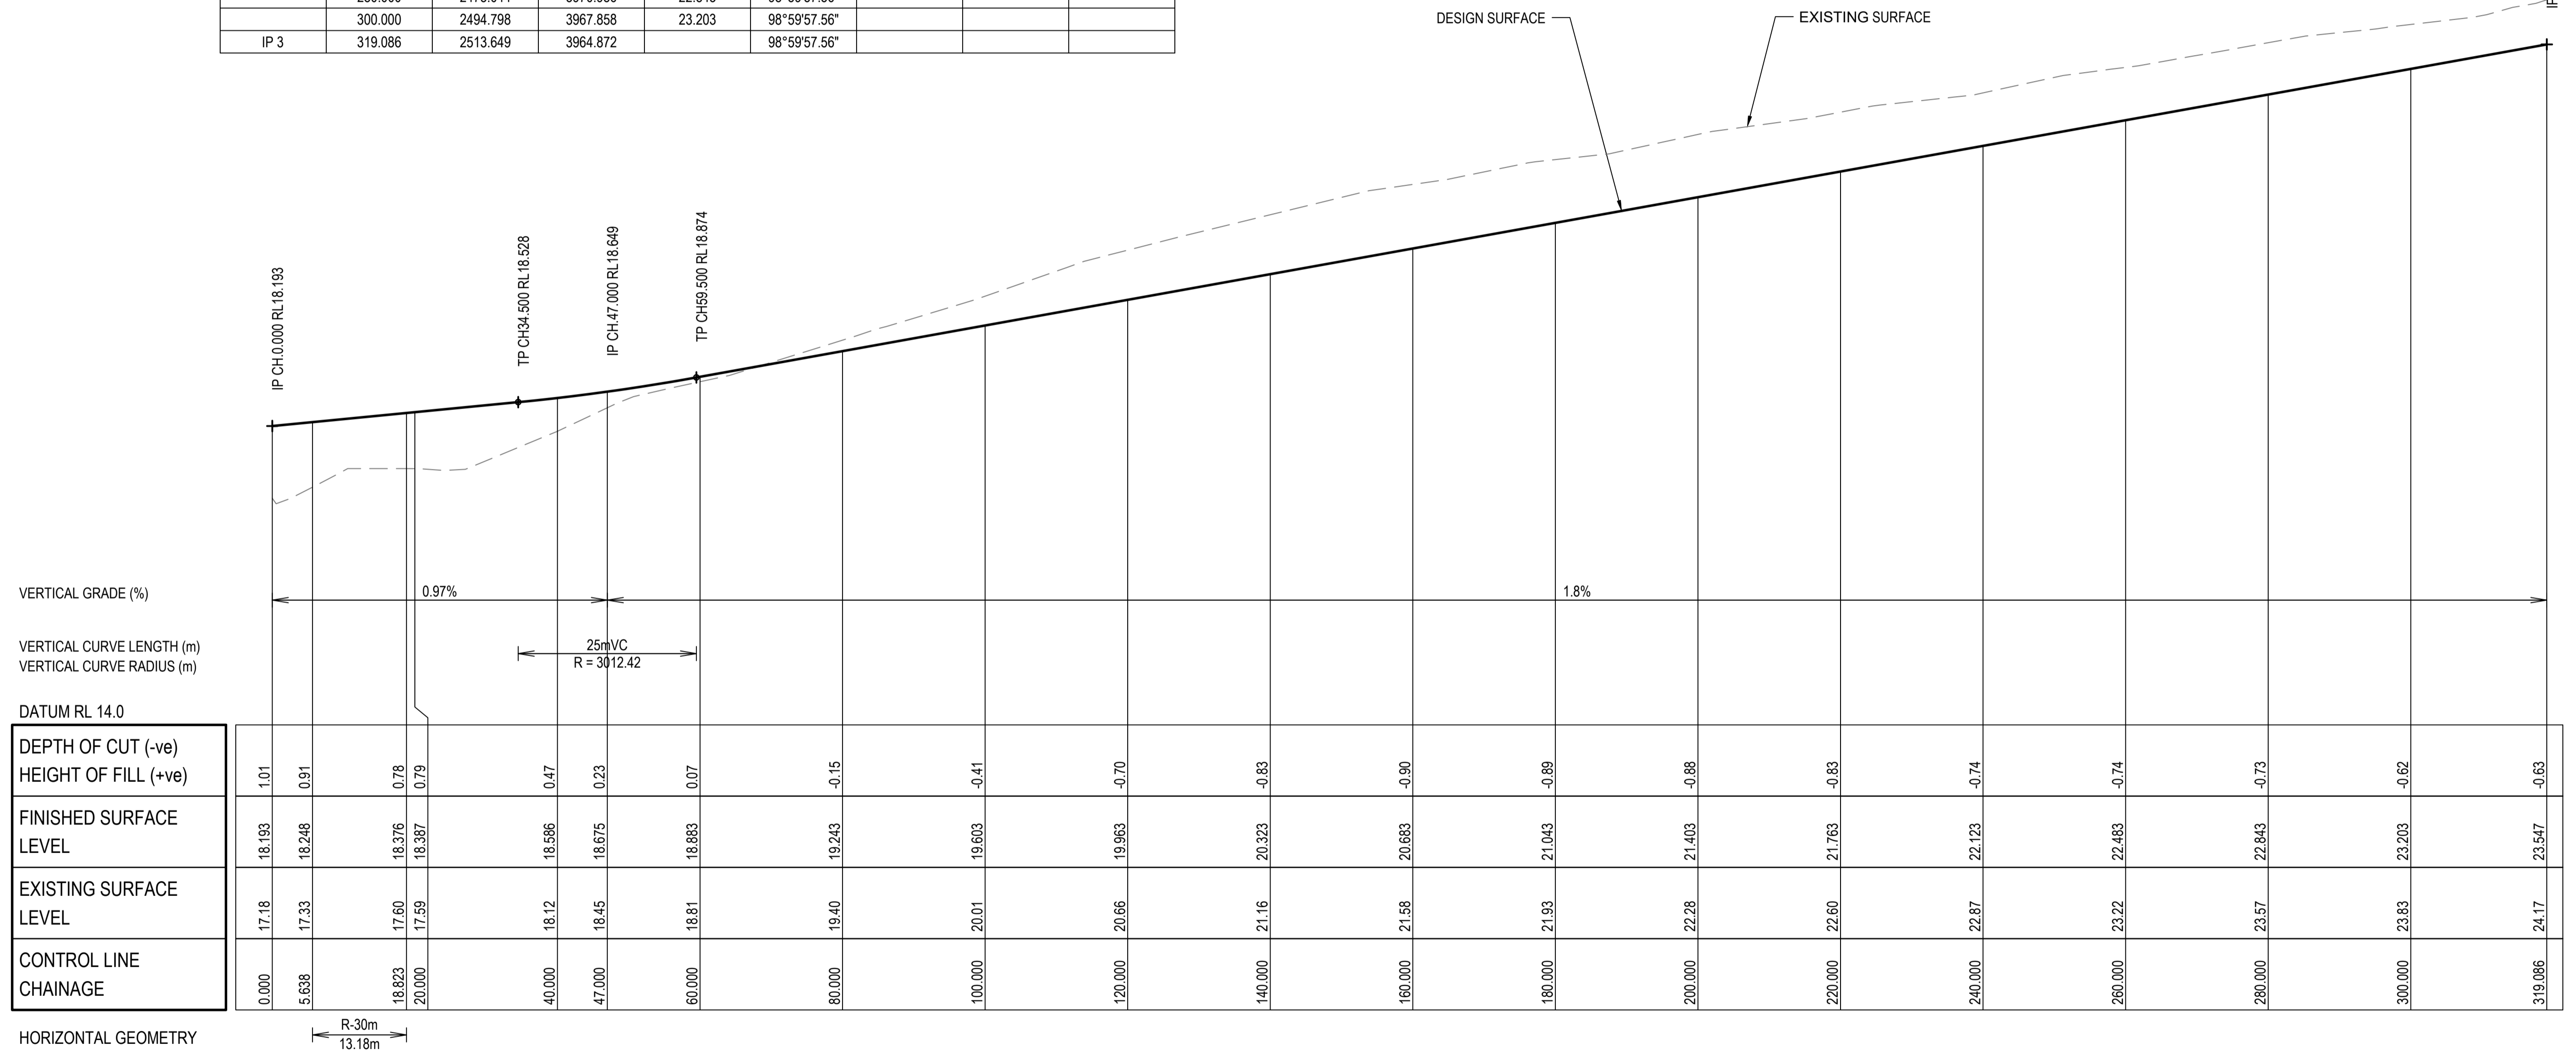 300.000 2494.798 3967.858 23.203 98°59'57.56"
IP 3 319.086 2513.649 3964.872 98°59'57.56"
DESIGN SURFACE
EXISTING SURFACE
IP CH.0.000 RL18.193
TP CH34.500 RL18.528
IP CH.47.000 RL18.649
TP CH59.500 RL18.874
VERTICAL GRADE (%) 0.97% 1.8%
VERTICAL CURVE LENGTH (m) 25mVC
VERTICAL CURVE RADIUS (m) R = 3012.42
DATUM RL 14.0
DEPTH OF CUT (-ve)
HEIGHT OF FILL (+ve) 1.01 0.91 0.78 0.79 0.47 0.23 0.07 -0.15 -0.41 -0.70 -0.83 -0.90 -0.89 -0.88 -0.83 -0.74 -0.74 -0.73 -0.62 -0.63
FINISHED SURFACE
LEVEL 18.193 18.248 18.376 18.387 18.586 18.675 18.883 19.243 19.603 19.963 20.323 20.683 21.043 21.403 21.763 22.123 22.483 22.843 23.203 23.547
EXISTING SURFACE
LEVEL 17.18 17.33 17.60 17.59 18.12 18.45 18.81 19.40 20.01 20.66 21.16 21.58 21.93 22.28 22.60 22.87 23.22 23.57 23.83 24.17
CONTROL LINE
CHAINAGE 0.000 5.638 18.823 20.000 40.000 47.000 60.000 80.000 100.000 120.000 140.000 160.000 180.000 200.000 220.000 240.000 260.000 280.000 300.000 319.086
HORIZONTAL GEOMETRY R-30m
13.18m